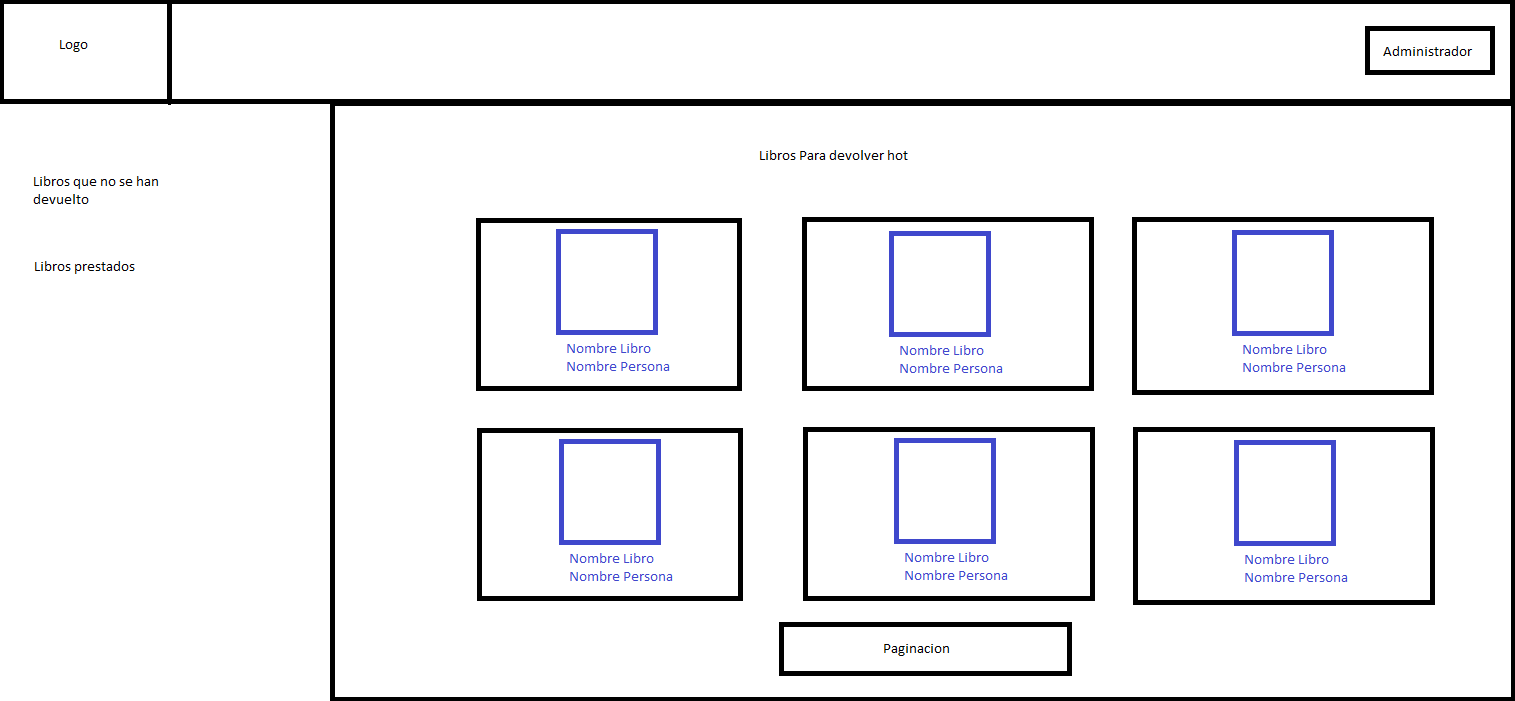 Logo
Administrador
Libros que no se han
devuelto
Libros prestados
Libros Para devolver hot
Nombre Libro
Nombre Persona
Nombre Libro
Nombre Persona
Nombre Libro
Nombre Persona
Nombre Libro
Nombre Persona
Nombre Libro
Nombre Persona
Nombre Libro
Nombre Persona
Paginacion